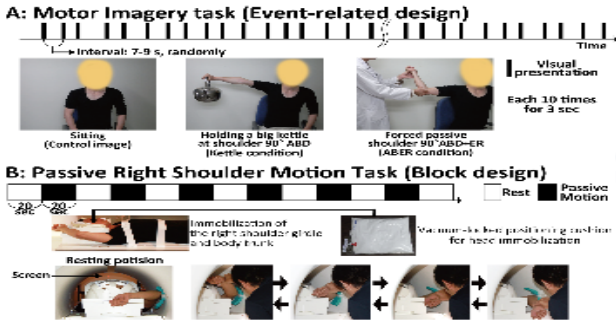 A: Motor Imagery task (Event-related design)
Interval: 7-9 s, randomly
Time
Visual
presentation
Each 10 times
for 3 sec
Sitting
(Control image)
Holding a big kettle
at shoulder 90° ABD
(Kettle condition)
Forced passive
shoulder 90°ABD-ER
(ABER condition)
B: Passive Right Shoulder Motion Task (Block design)
Rest
Passive
Motion
20 20
sec sec
Immobilization of
the right shoulder girdle
and body trunk
Vacuum-locked positioning cushion
for head immobilization
Resting potision
Screen